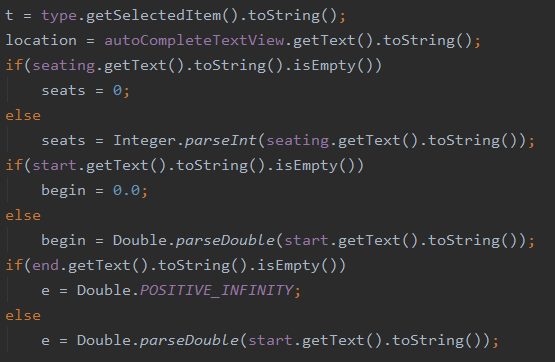 t = type.getSelectedItem().toString();
location = autoCompleteTextView.getText().toString();
if(seating.getText().toString().isEmpty())
    seats = 0;
else
    seats = Integer.parseInt(seating.getText().toString());
if(start.getText().toString().isEmpty())
    begin = 0.0;
else
    begin = Double.parseDouble(start.getText().toString());
if(end.getText().toString().isEmpty())
    e = Double.POSITIVE_INFINITY;
else
    e = Double.parseDouble(start.getText().toString());